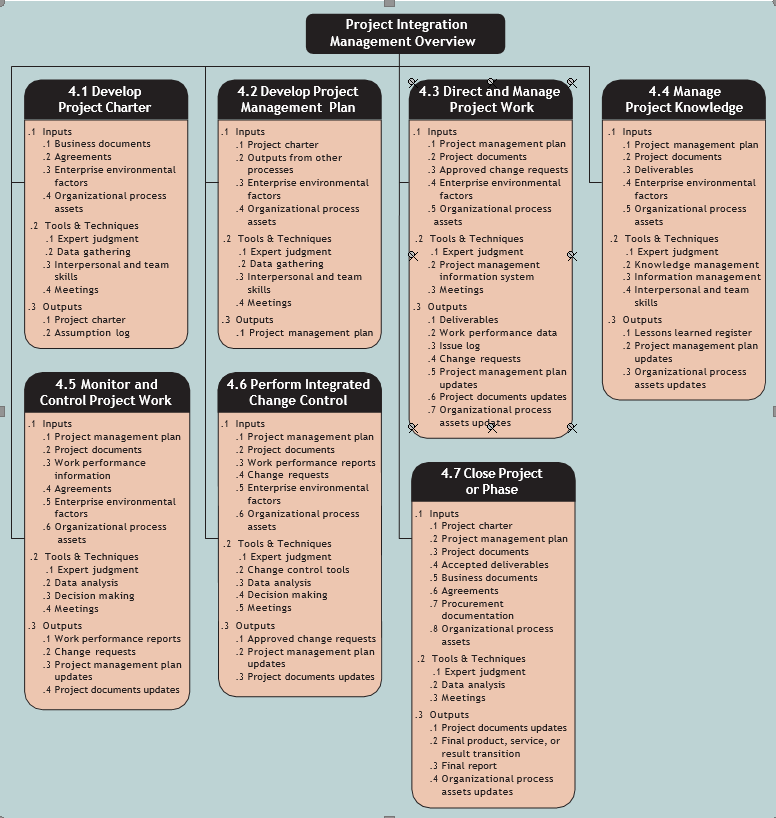 Project Integration
Management Overview
4.1 Develop
Project Charter
.1 Inputs
.1 Business documents
.2 Agreements
.3 Enterprise environmental
factors
.4 Organizational process
assets
.2 Tools & Techniques
.1 Expert judgment
.2 Data gathering
.3 Interpersonal and team
skills
.4 Meetings
.3 Outputs
.1 Project charter
.2 Assumption log
4.2 Develop Project
Management Plan
.1 Inputs
.1 Project charter
.2 Outputs from other
processes
.3 Enterprise environmental
factors
.4 Organizational process
assets
.2 Tools & Techniques
.1 Expert judgment
.2 Data gathering
.3 Interpersonal and team
skills
.4 Meetings
.3 Outputs
.1 Project management plan
4.3 Direct and Manage
Project Work
.1 Inputs
.1 Project management plan
.2 Project documents
.3 Approved change requests
.4 Enterprise environmental
factors
.5 Organizational process
assets
.2 Tools & Techniques
.1 Expert judgment
.2 Project management
information system
.3 Meetings
.3 Outputs
.1 Deliverables
.2 Work performance data
.3 Issue log
.4 Change requests
.5 Project management plan
updates
.6 Project documents updates
.7 Organizational process
assets updates
4.4 Manage
Project Knowledge
.1 Inputs
.1 Project management plan
.2 Project documents
.3 Deliverables
.4 Enterprise environmental
factors
.5 Organizational process
assets
.2 Tools & Techniques
.1 Expert judgment
.2 Knowledge management
.3 Information management
.4 Interpersonal and team
skills
.3 Outputs
.1 Lessons learned register
.2 Project management plan
updates
.3 Organizational process
assets updates
4.5 Monitor and
Control Project Work
.1 Inputs
.1 Project management plan
.2 Project documents
.3 Work performance
information
.4 Agreements
.5 Enterprise environmental
factors
.6 Organizational process
assets
.2 Tools & Techniques
.1 Expert judgment
.2 Data analysis
.3 Decision making
.4 Meetings
.3 Outputs
.1 Work performance reports
.2 Change requests
.3 Project management plan
updates
.4 Project documents updates
4.6 Perform Integrated
Change Control
.1 Inputs
.1 Project management plan
.2 Project documents
.3 Work performance reports
.4 Change requests
.5 Enterprise environmental
factors
.6 Organizational process
assets
.2 Tools & Techniques
.1 Expert judgment
.2 Change control tools
.3 Data analysis
.4 Decision making
.5 Meetings
.3 Outputs
.1 Approved change requests
.2 Project management plan
updates
.3 Project documents updates
4.7 Close Project
or Phase
.1 Inputs
.1 Project charter
.2 Project management plan
.3 Project documents
.4 Accepted deliverables
.5 Business documents
.6 Agreements
.7 Procurement
documentation
.8 Organizational process
assets
.2 Tools & Techniques
.1 Expert judgment
.2 Data analysis
.3 Meetings
.3 Outputs
.1 Project documents updates
.2 Final product, service, or
result transition
.3 Final report
.4 Organizational process
assets updates